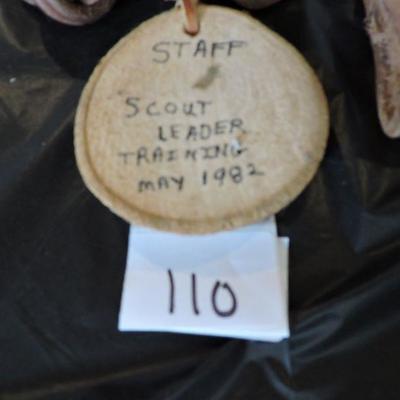 STAFF
SCOUT
LEADER
TRAINING
MAY 1982
110